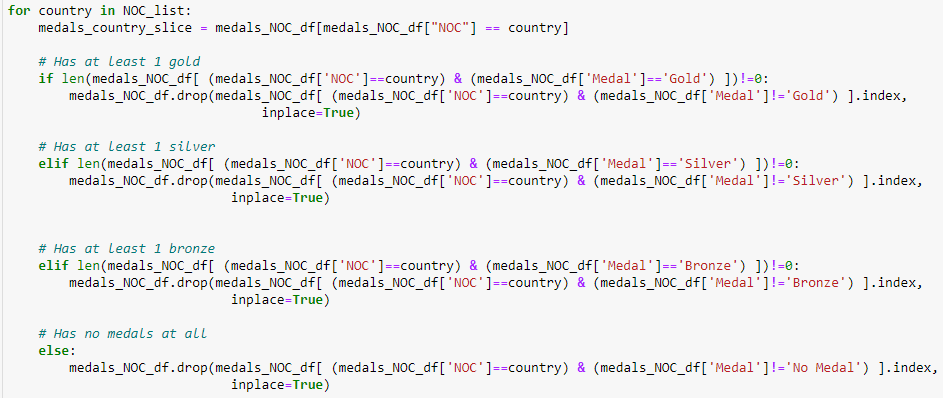 for country in NOC_list:
    medals_country_slice = medals_NOC_df[medals_NOC_df["NOC"] == country]

    # Has at least 1 gold
    if len(medals_NOC_df[ (medals_NOC_df['NOC']==country) & (medals_NOC_df['Medal']=='Gold') ])!=0:
        medals_NOC_df.drop(medals_NOC_df[ (medals_NOC_df['NOC']==country) & (medals_NOC_df['Medal']!='Gold') ].index,
                                 inplace=True)

    # Has at least 1 silver
    elif len(medals_NOC_df[ (medals_NOC_df['NOC']==country) & (medals_NOC_df['Medal']=='Silver') ])!=0:
        medals_NOC_df.drop(medals_NOC_df[ (medals_NOC_df['NOC']==country) & (medals_NOC_df['Medal']!='Silver') ].index,
                             inplace=True)


    # Has at least 1 bronze
    elif len(medals_NOC_df[ (medals_NOC_df['NOC']==country) & (medals_NOC_df['Medal']=='Bronze') ])!=0:
        medals_NOC_df.drop(medals_NOC_df[ (medals_NOC_df['NOC']==country) & (medals_NOC_df['Medal']!='Bronze') ].index,
                             inplace=True)

    # Has no medals at all
    else:
        medals_NOC_df.drop(medals_NOC_df[ (medals_NOC_df['NOC']==country) & (medals_NOC_df['Medal']!='No Medal') ].index,
                             inplace=True)